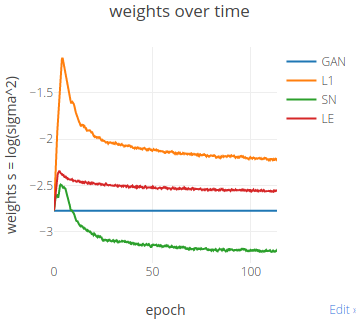 weights over time
weights s = log(sigma^2)
−1.5
−2
−2.5
−3
0
50
100
epoch
GAN
L1
SN
LE
Edit